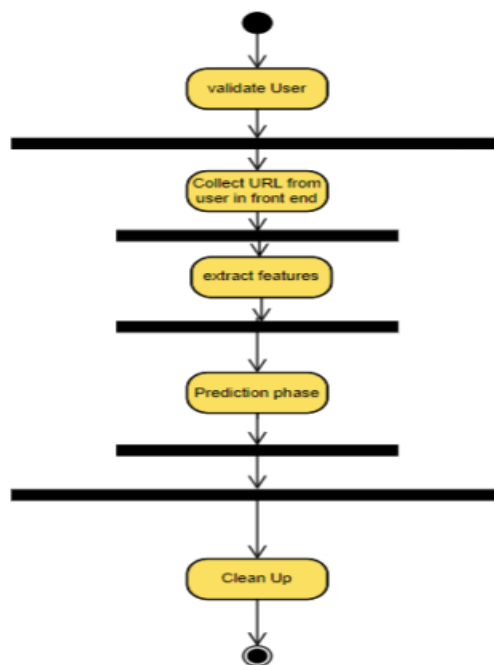 validate User
Collect URL from
user in front end
extract features
Prediction phase
Clean Up